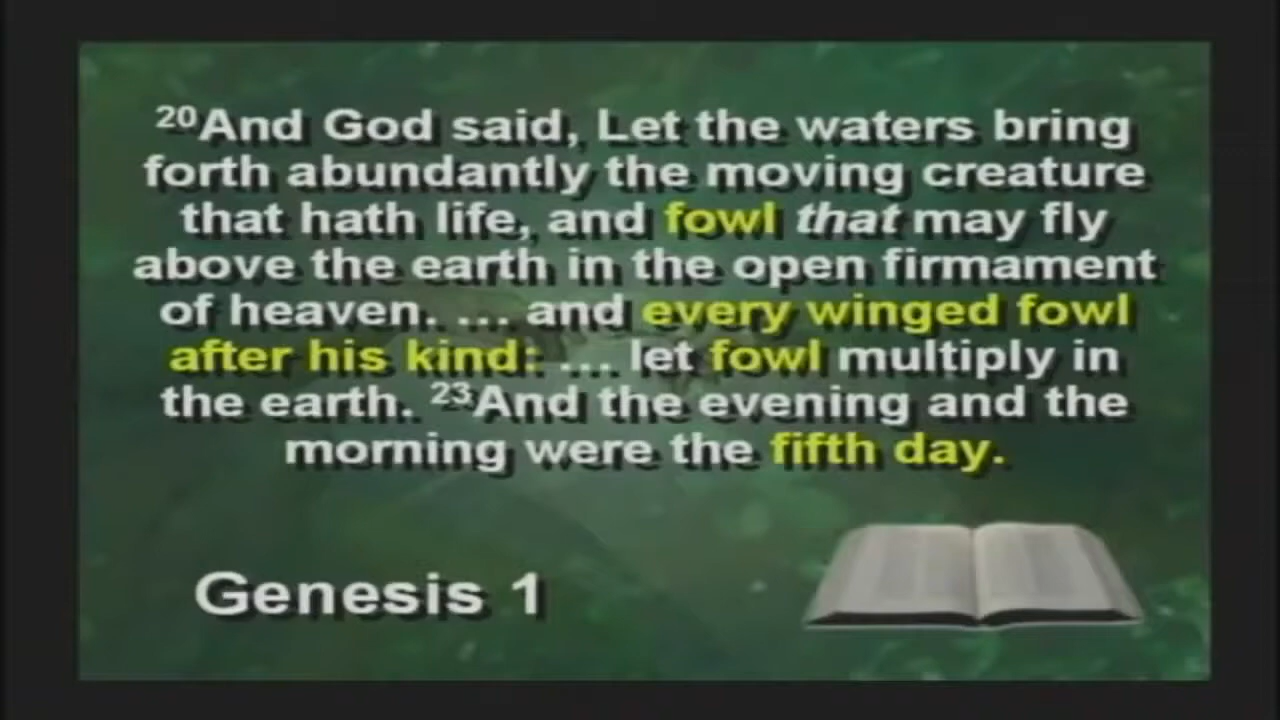 ²⁰And God said, Let the waters bring
forth abundantly the moving creature
that hath life, and fowl that may fly
above the earth in the open firmament
of heaven. ... and every winged fowl
after his kind: ... let fowl multiply in
the earth. ²³And the evening and the
morning were the fifth day.
Genesis 1